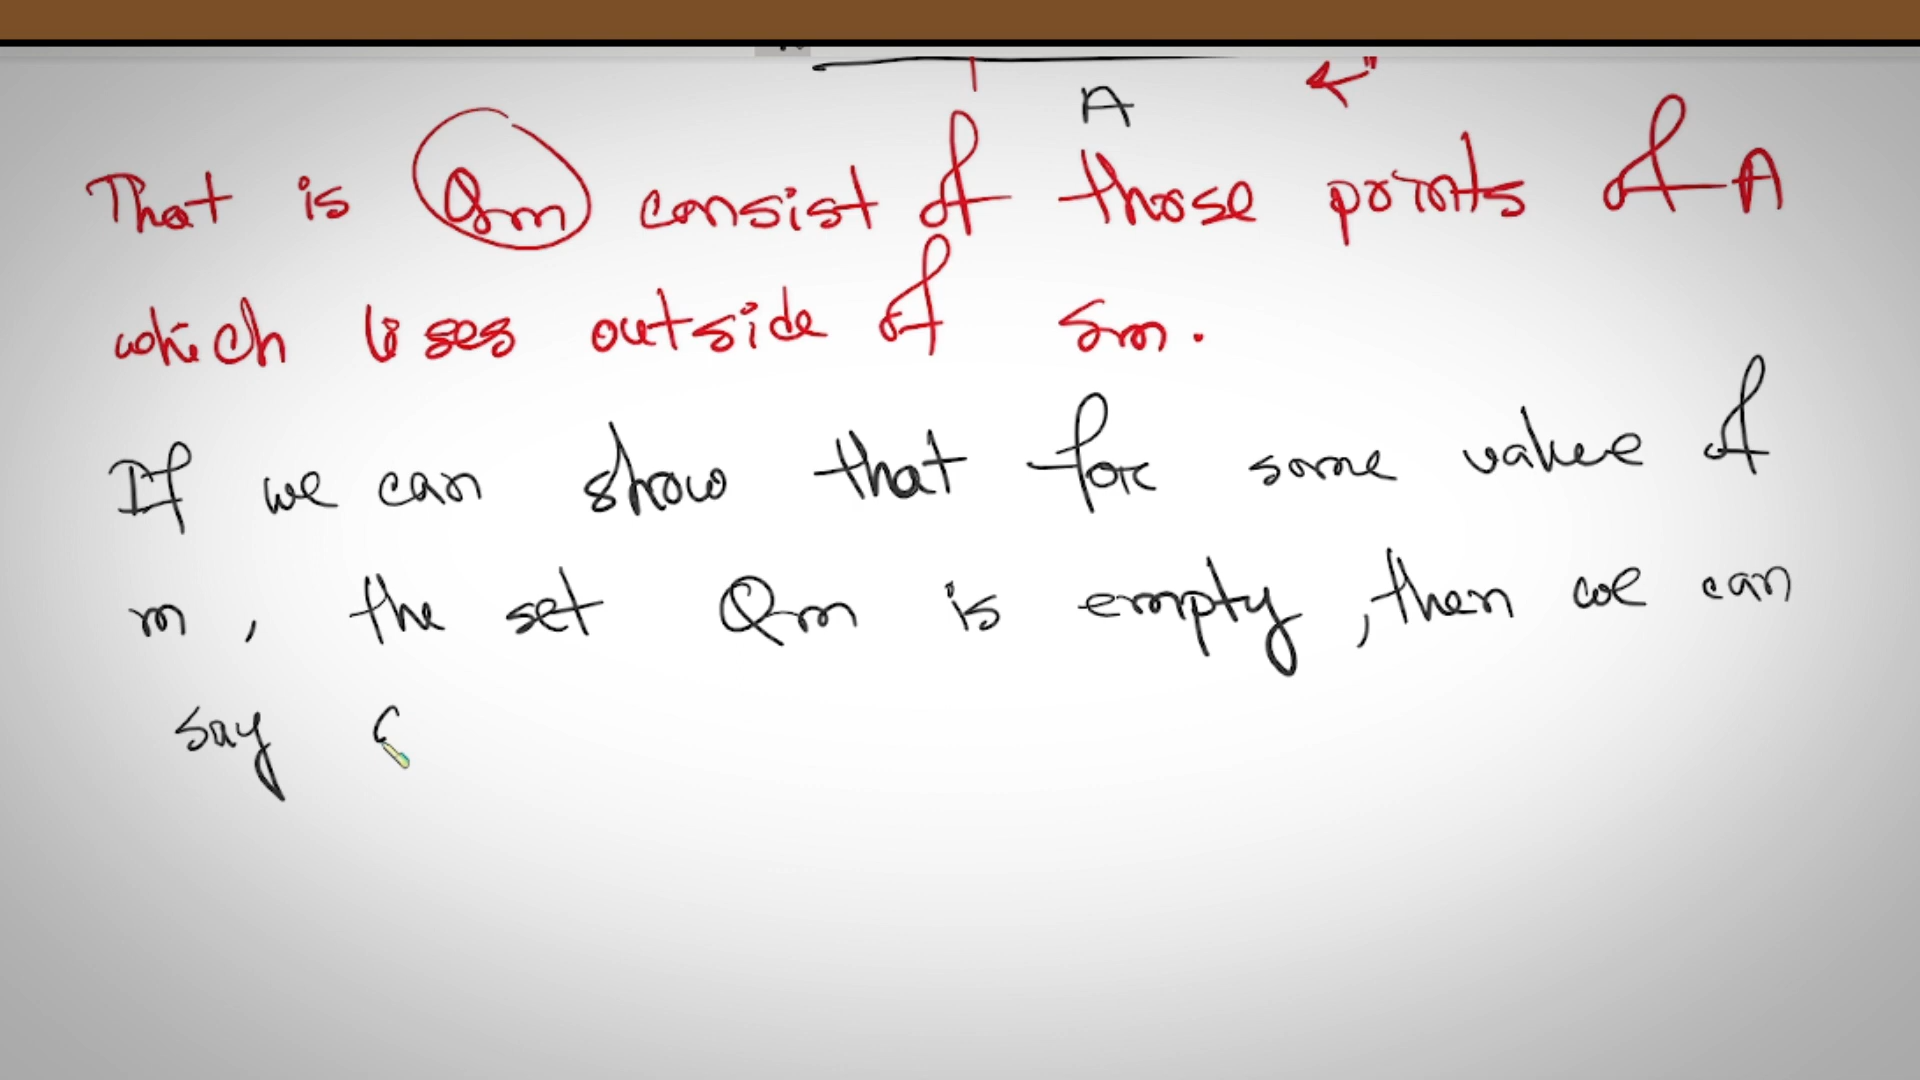 A
That is Qm consist of those points of A
which lises outside of Sm.
If we can show that for some value of
m, the set Qm is empty, then we can
say